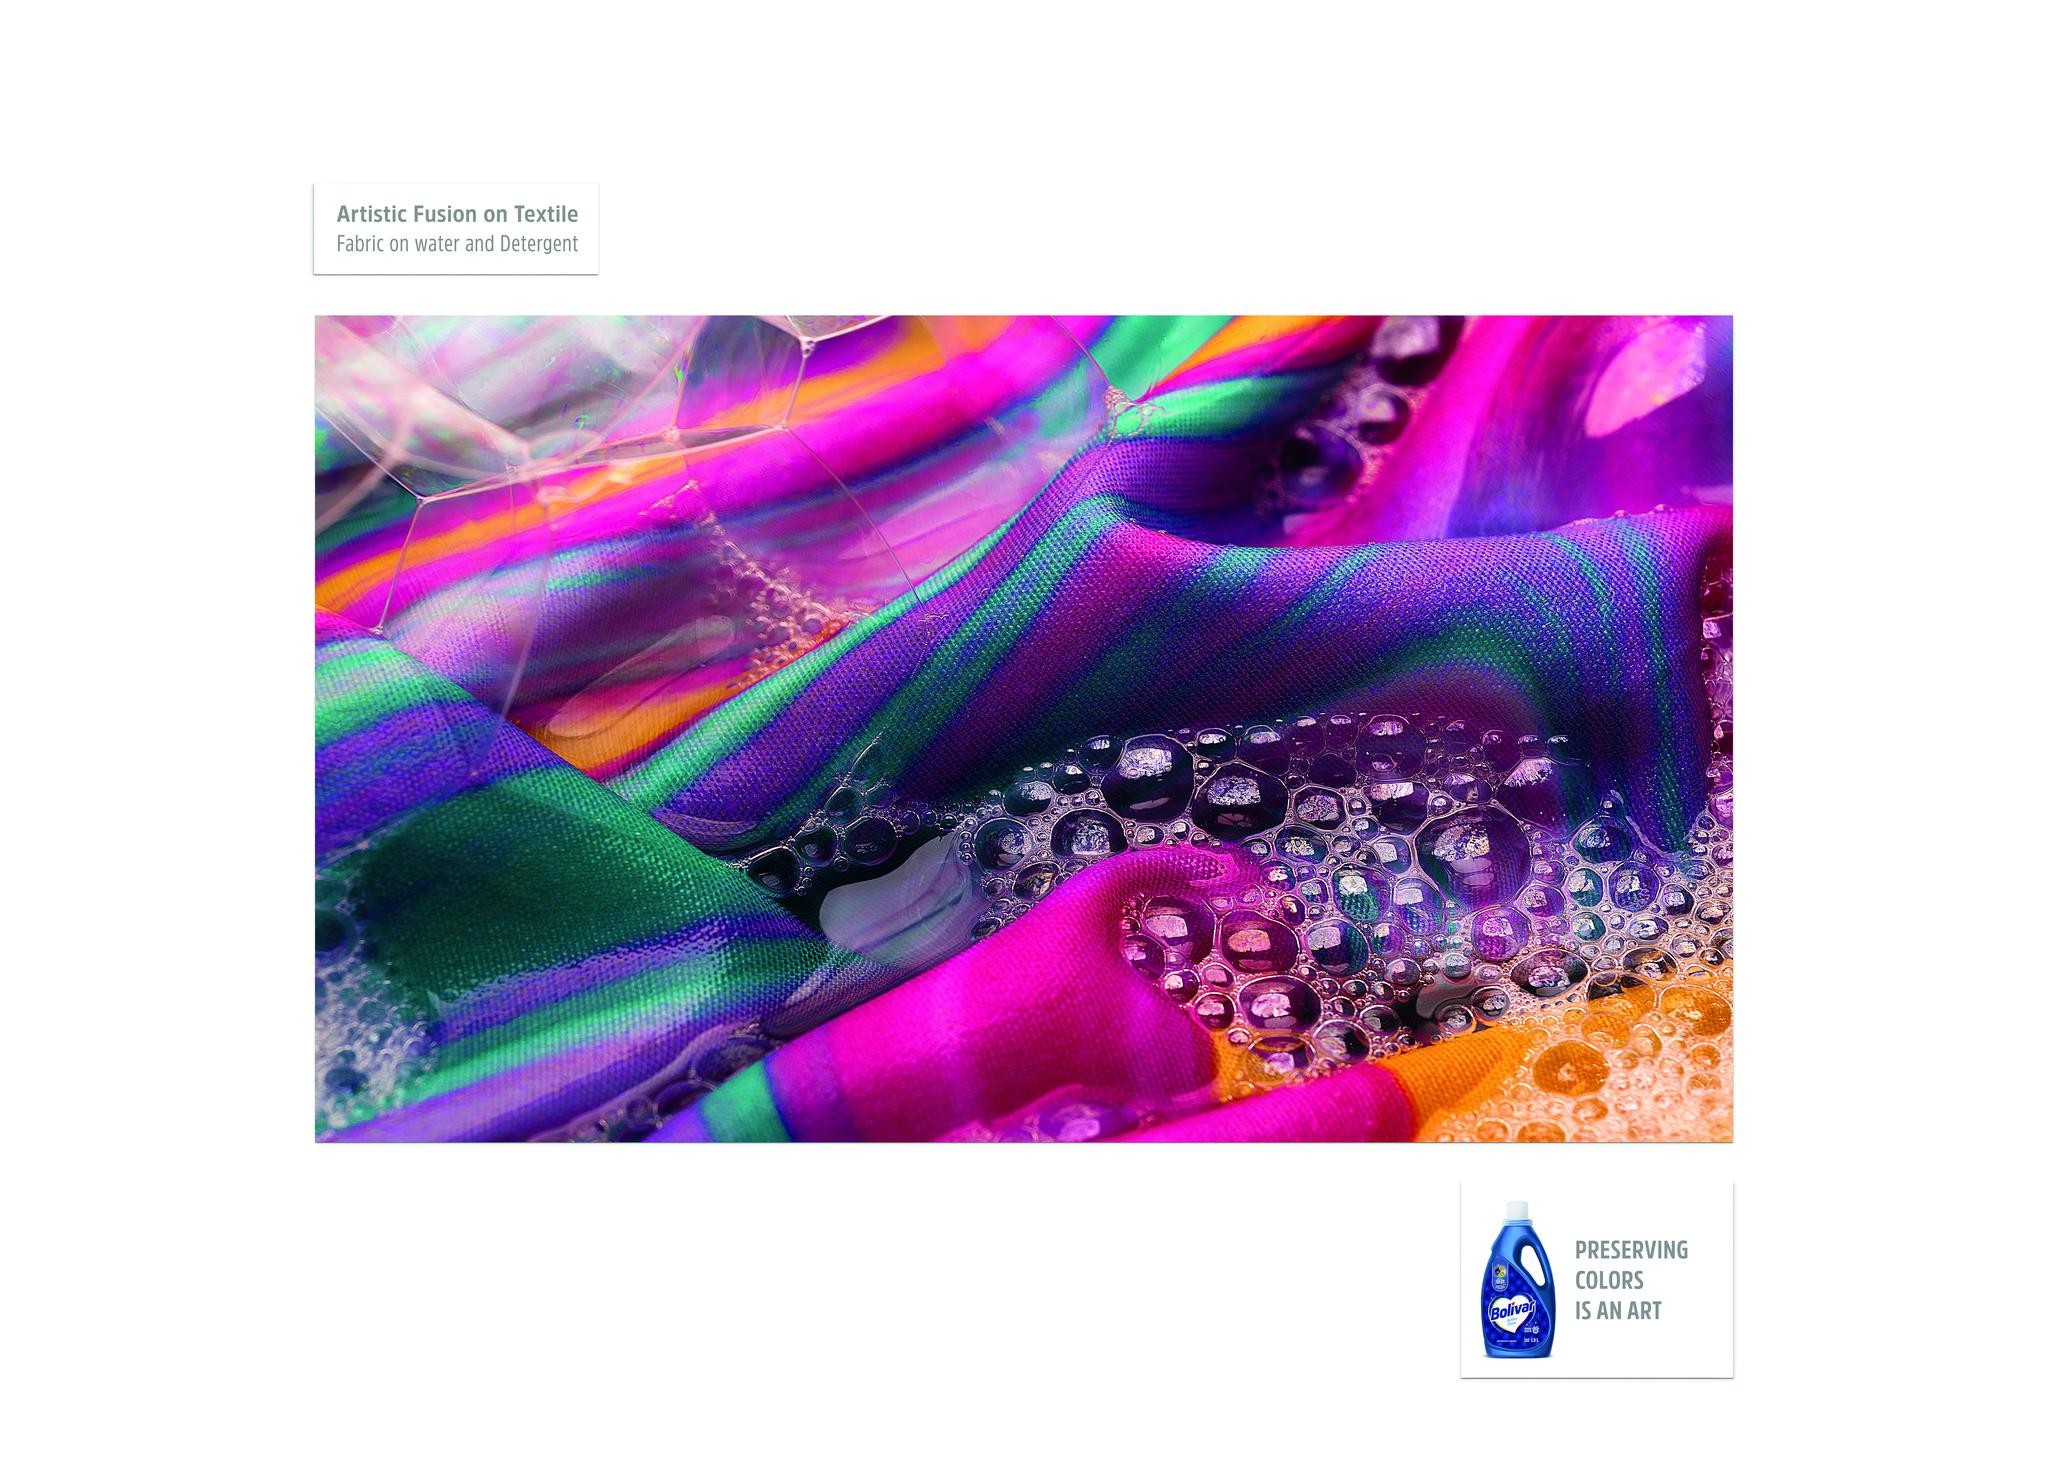 Artistic Fusion on Textile
Fabric on water and Detergent
Bolivar
PRESERVING
COLORS
IS AN ART